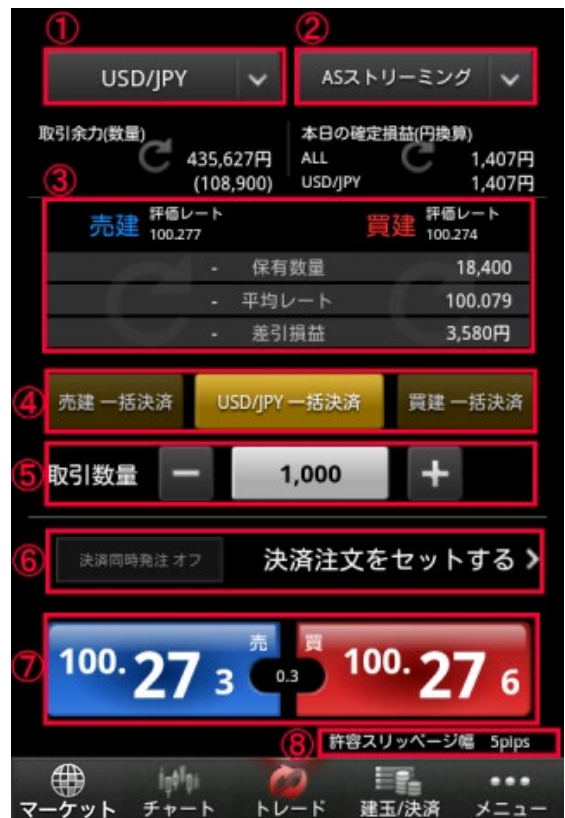 ① ②
USD/JPY ASストリーミング
取引余力(数量) 本日の確定損益(円換算)
435,627円 ALL 1,407円
(108,900) USD/JPY 1,407円
③
売建 評価レート 100.277 買建 評価レート 100.274
- 保有数量 18,400
- 平均レート 100.079
- 差引損益 3,580円
④ 売建 一括決済 USD/JPY 一括決済 買建 一括決済
⑤ 取引数量 - 1,000 +
⑥ 決済同時発注 オフ 決済注文をセットする >
⑦ 100.273 売 0.3 買 100.276
⑧ 許容スリッページ幅 5pips
マーケット チャート トレード 建玉/決済 メニュー